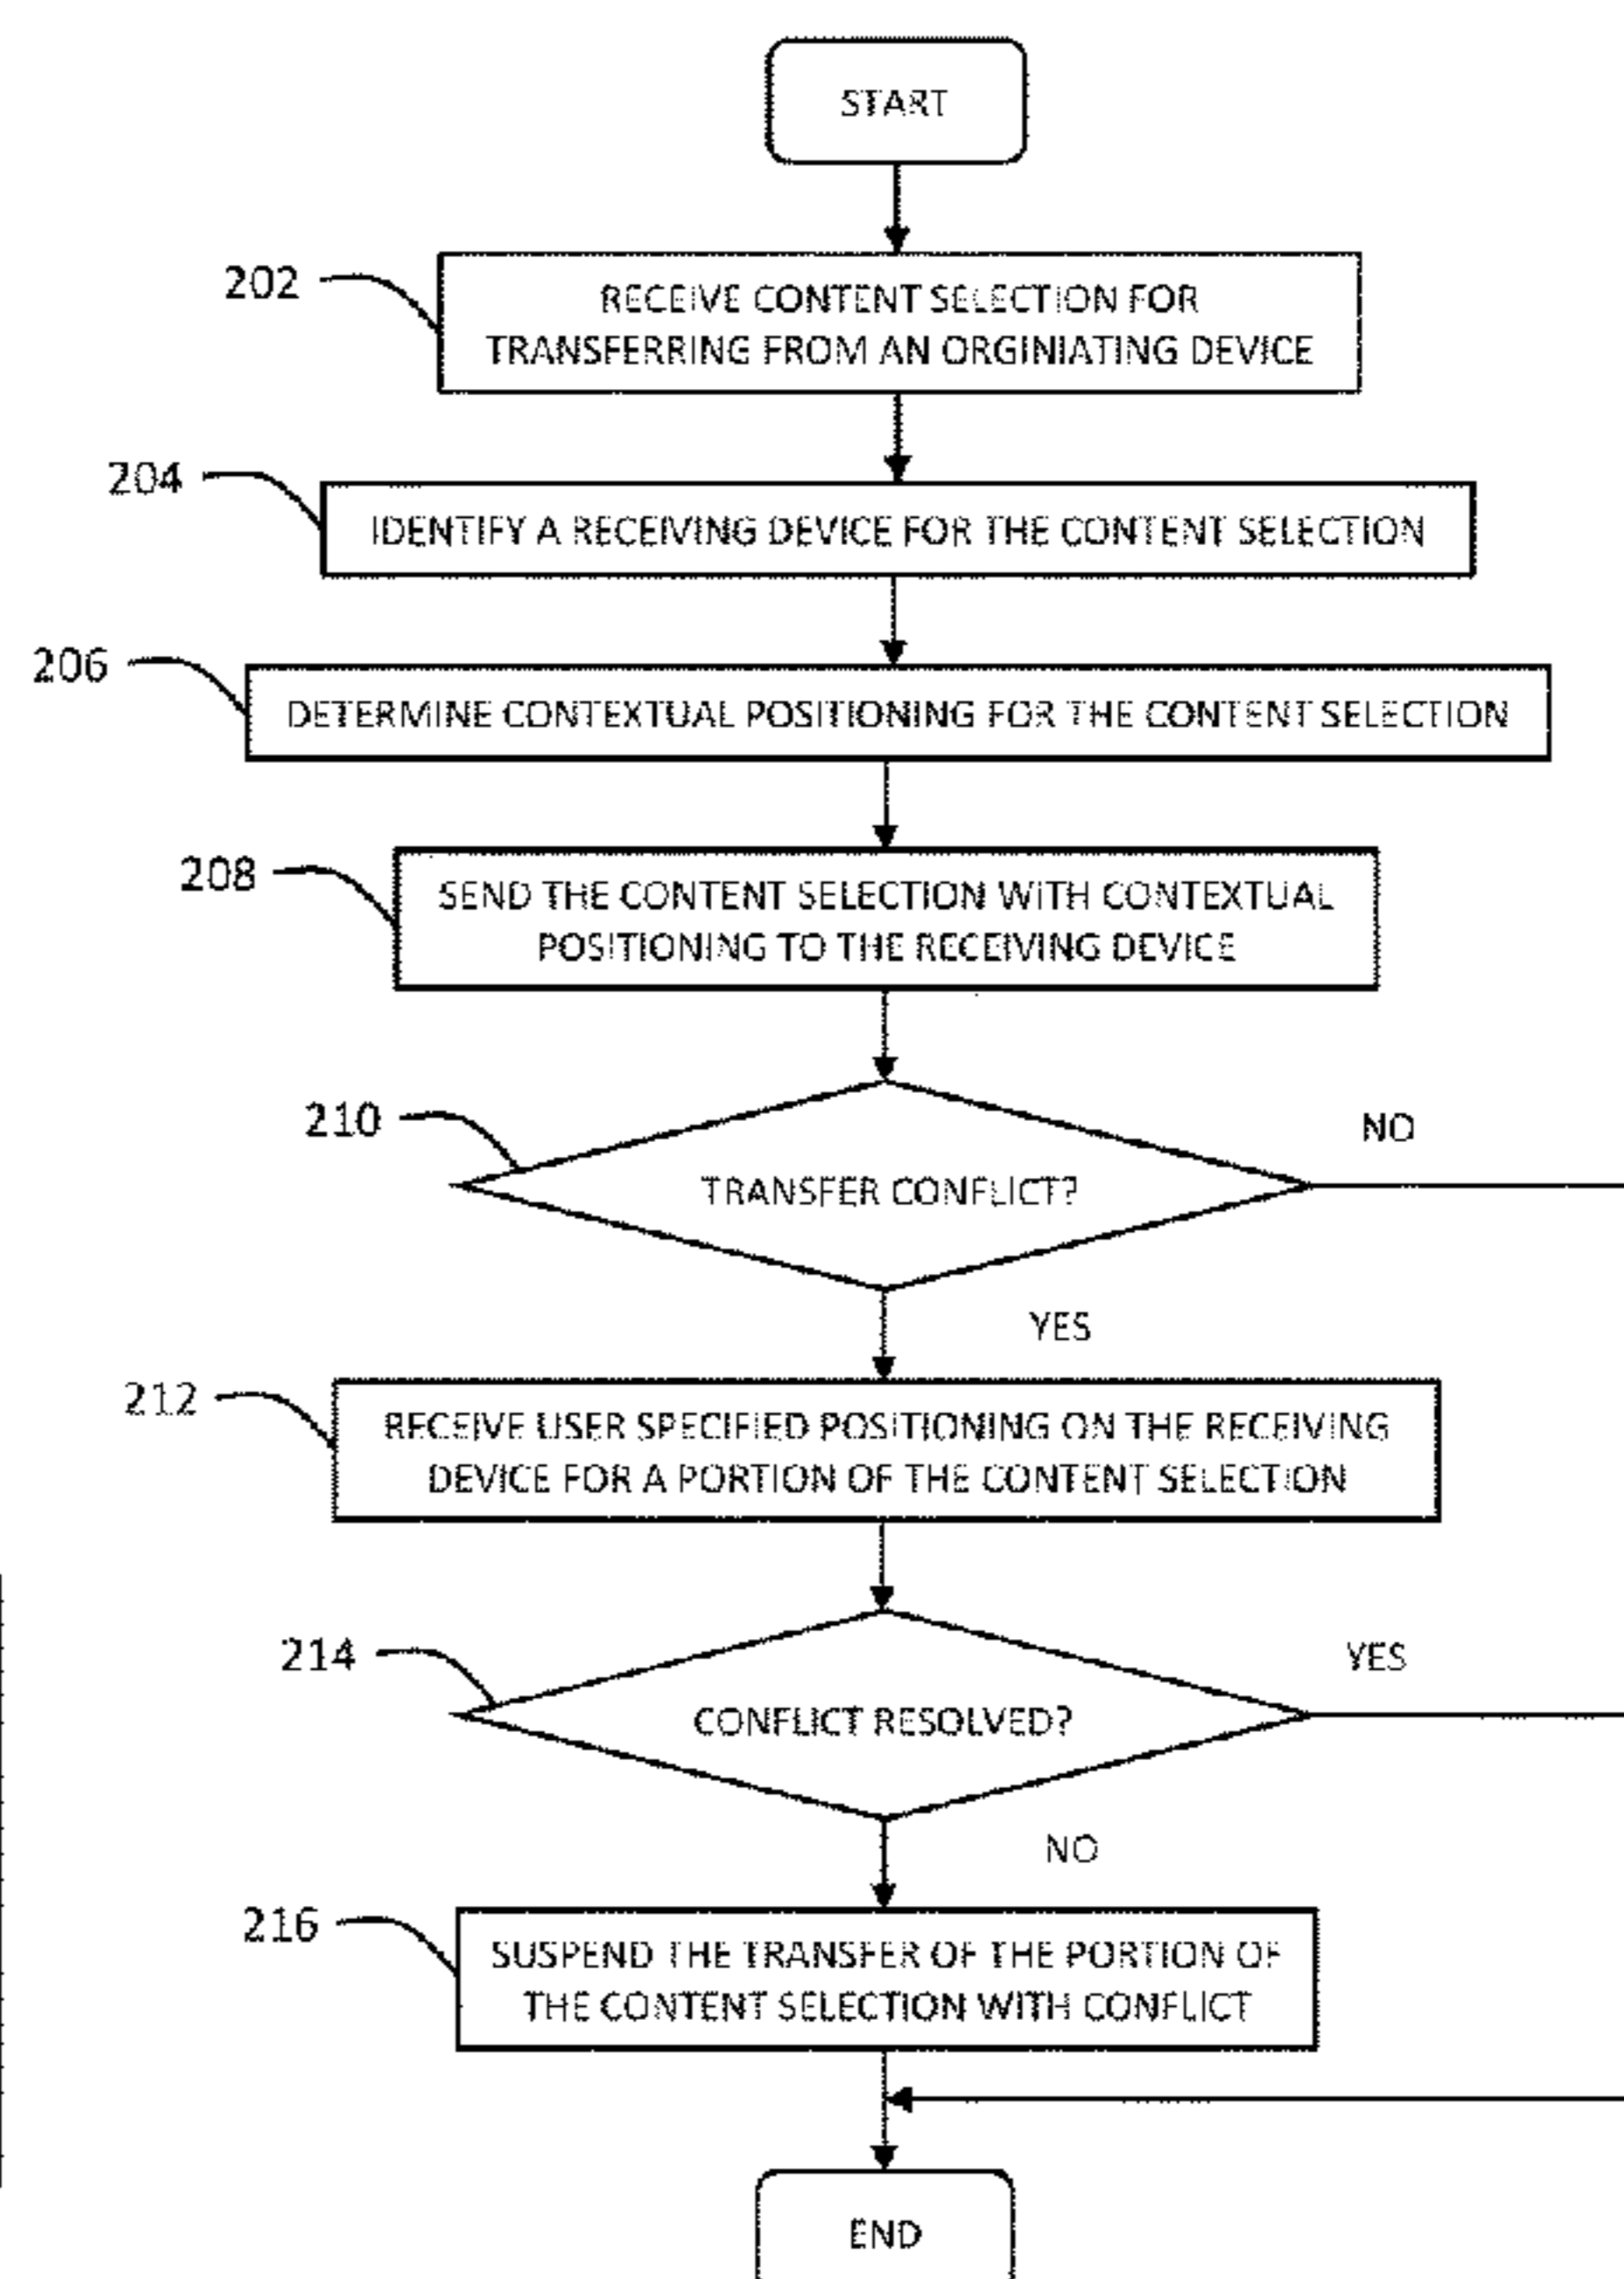 START
202
RECEIVE CONTENT SELECTION FOR
TRANSFERRING FROM AN ORGINIATING DEVICE
204
IDENTIFY A RECEIVING DEVICE FOR THE CONTENT SELECTION
206
DETERMINE CONTEXTUAL POSITIONING FOR THE CONTENT SELECTION
208
SEND THE CONTENT SELECTION WITH CONTEXTUAL
POSITIONING TO THE RECEIVING DEVICE
210
TRANSFER CONFLICT?
NO
YES
212
RECEIVE USER SPECIFIED POSITIONING ON THE RECEIVING
DEVICE FOR A PORTION OF THE CONTENT SELECTION
214
CONFLICT RESOLVED?
YES
NO
216
SUSPEND THE TRANSFER OF THE PORTION OF
THE CONTENT SELECTION WITH CONFLICT
END